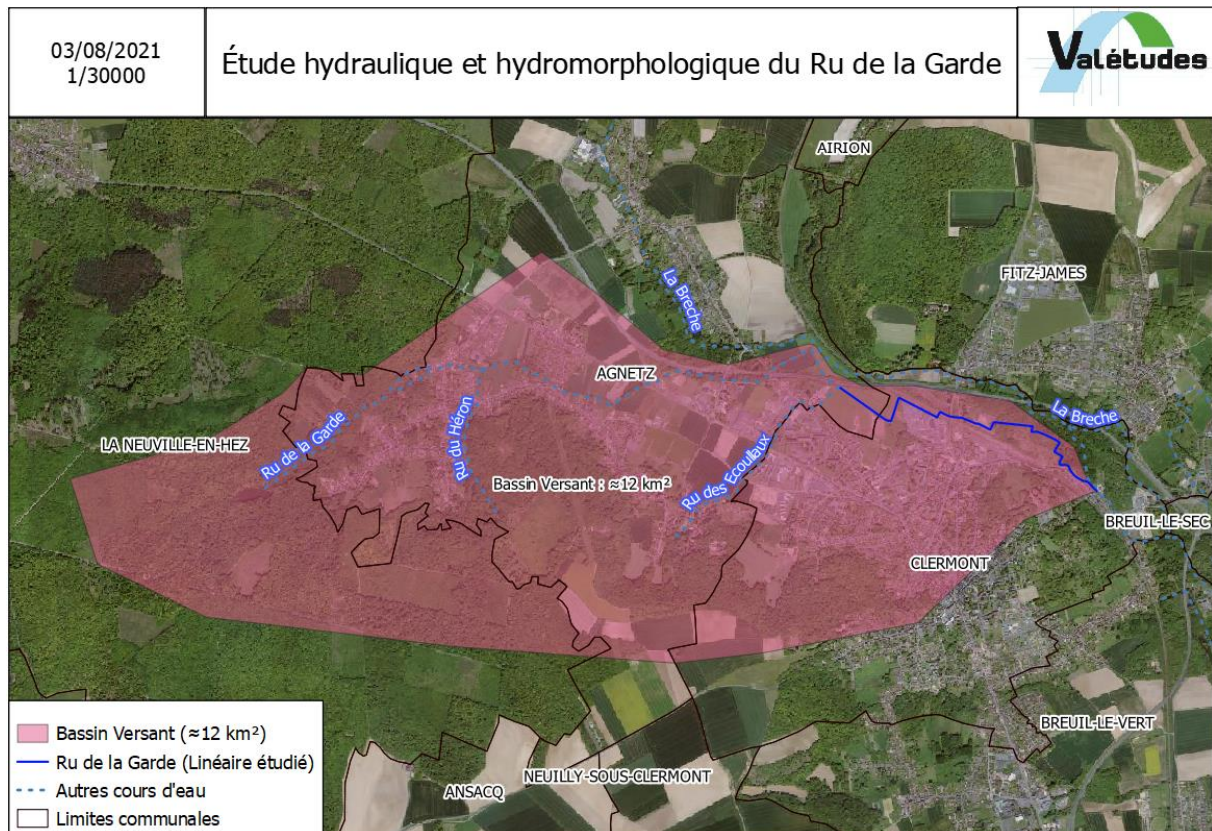 03/08/2021
1/30000
Étude hydraulique et hydromorphologique du Ru de la Garde
Valétudes
AIRION
FITZ-JAMES
La Breche
AGNETZ
La Breche
LA NEUVILLE-EN-HEZ
Ru de la Garde
Ru du Héron
Bassin Versant : ≈12 km²
Ru des Ecoullaux
BREUIL-LE-SEC
CLERMONT
BREUIL-LE-VERT
NEUILLY-SOUS-CLERMONT
ANSACQ
Bassin Versant (≈12 km²)
Ru de la Garde (Linéaire étudié)
Autres cours d'eau
Limites communales